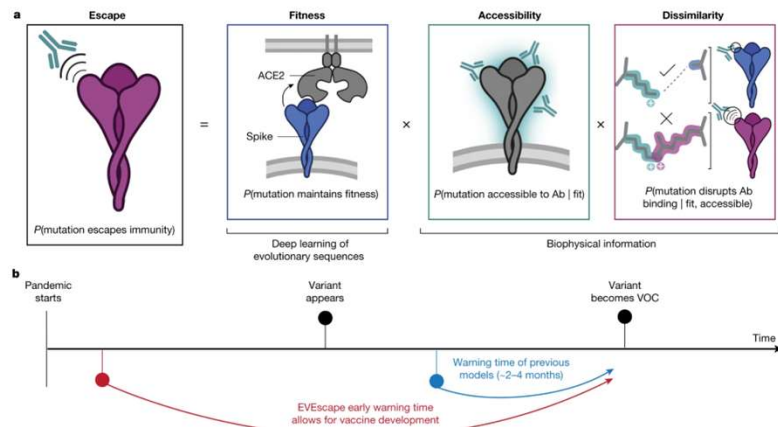 a
Escape
Fitness
Accessibility
Dissimilarity
ACE2
Spike
=
×
×
P(mutation escapes immunity)
P(mutation maintains fitness)
P(mutation accessible to Ab | fit)
P(mutation disrupts Ab
binding | fit, accessible)
Deep learning of
evolutionary sequences
Biophysical information
b
Pandemic
starts
Variant
appears
Variant
becomes VOC
Time
Warning time of previous
models (~2–4 months)
EVEscape early warning time
allows for vaccine development